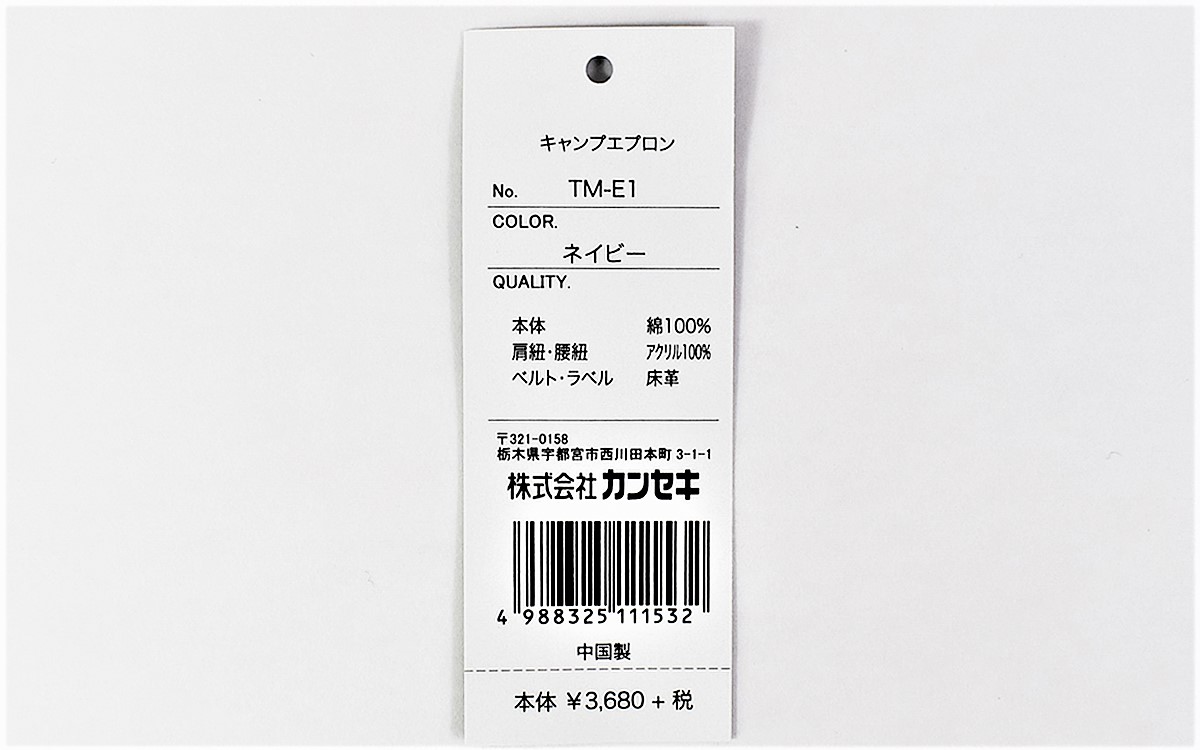 キャンプエプロン
No. TM-E1
COLOR.
ネイビー
QUALITY.
本体 綿100%
肩紐・腰紐 アクリル100%
ベルト・ラベル 床革
〒321-0158
栃木県宇都宮市西川田本町3-1-1
株式会社カンセキ
4 988325 111532
中国製
本体 ¥3,680 + 税